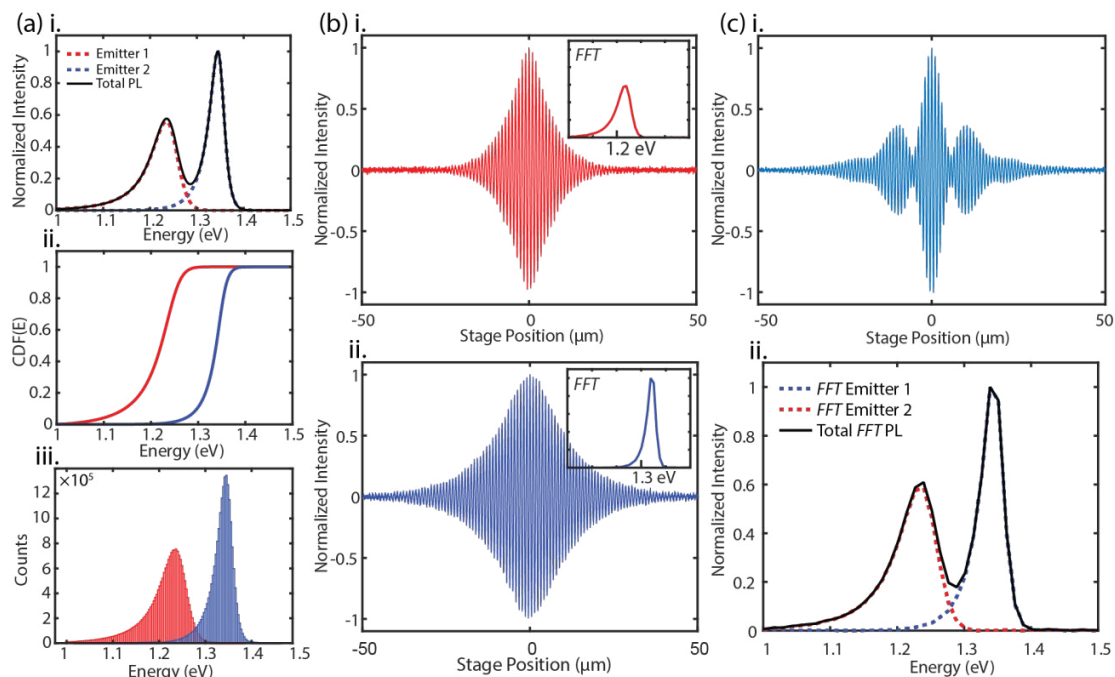 (a) i.
Emitter 1
Emitter 2
Total PL
Normalized Intensity
1
0.8
0.6
0.4
0.2
0
1 1.1 1.2 1.3 1.4 1.5
Energy (eV)
ii.
CDF(E)
1
0.8
0.6
0.4
0.2
0
1 1.1 1.2 1.3 1.4 1.5
Energy (eV)
iii.
×10⁵
Counts
12
10
8
6
4
2
0
1 1.1 1.2 1.3 1.4 1.5
Energy (eV)
(b) i.
Normalized Intensity
1
0.5
0
-0.5
-1
-50 0 50
Stage Position (µm)
FFT
1.2 eV
ii.
Normalized Intensity
1
0.5
0
-0.5
-1
-50 0 50
Stage Position (µm)
FFT
1.3 eV
(c) i.
Normalized Intensity
1
0.5
0
-0.5
-1
-50 0 50
Stage Position (µm)
ii.
FFT Emitter 1
FFT Emitter 2
Total FFT PL
Normalized Intensity
1
0.8
0.6
0.4
0.2
0
1 1.1 1.2 1.3 1.4 1.5
Energy (eV)